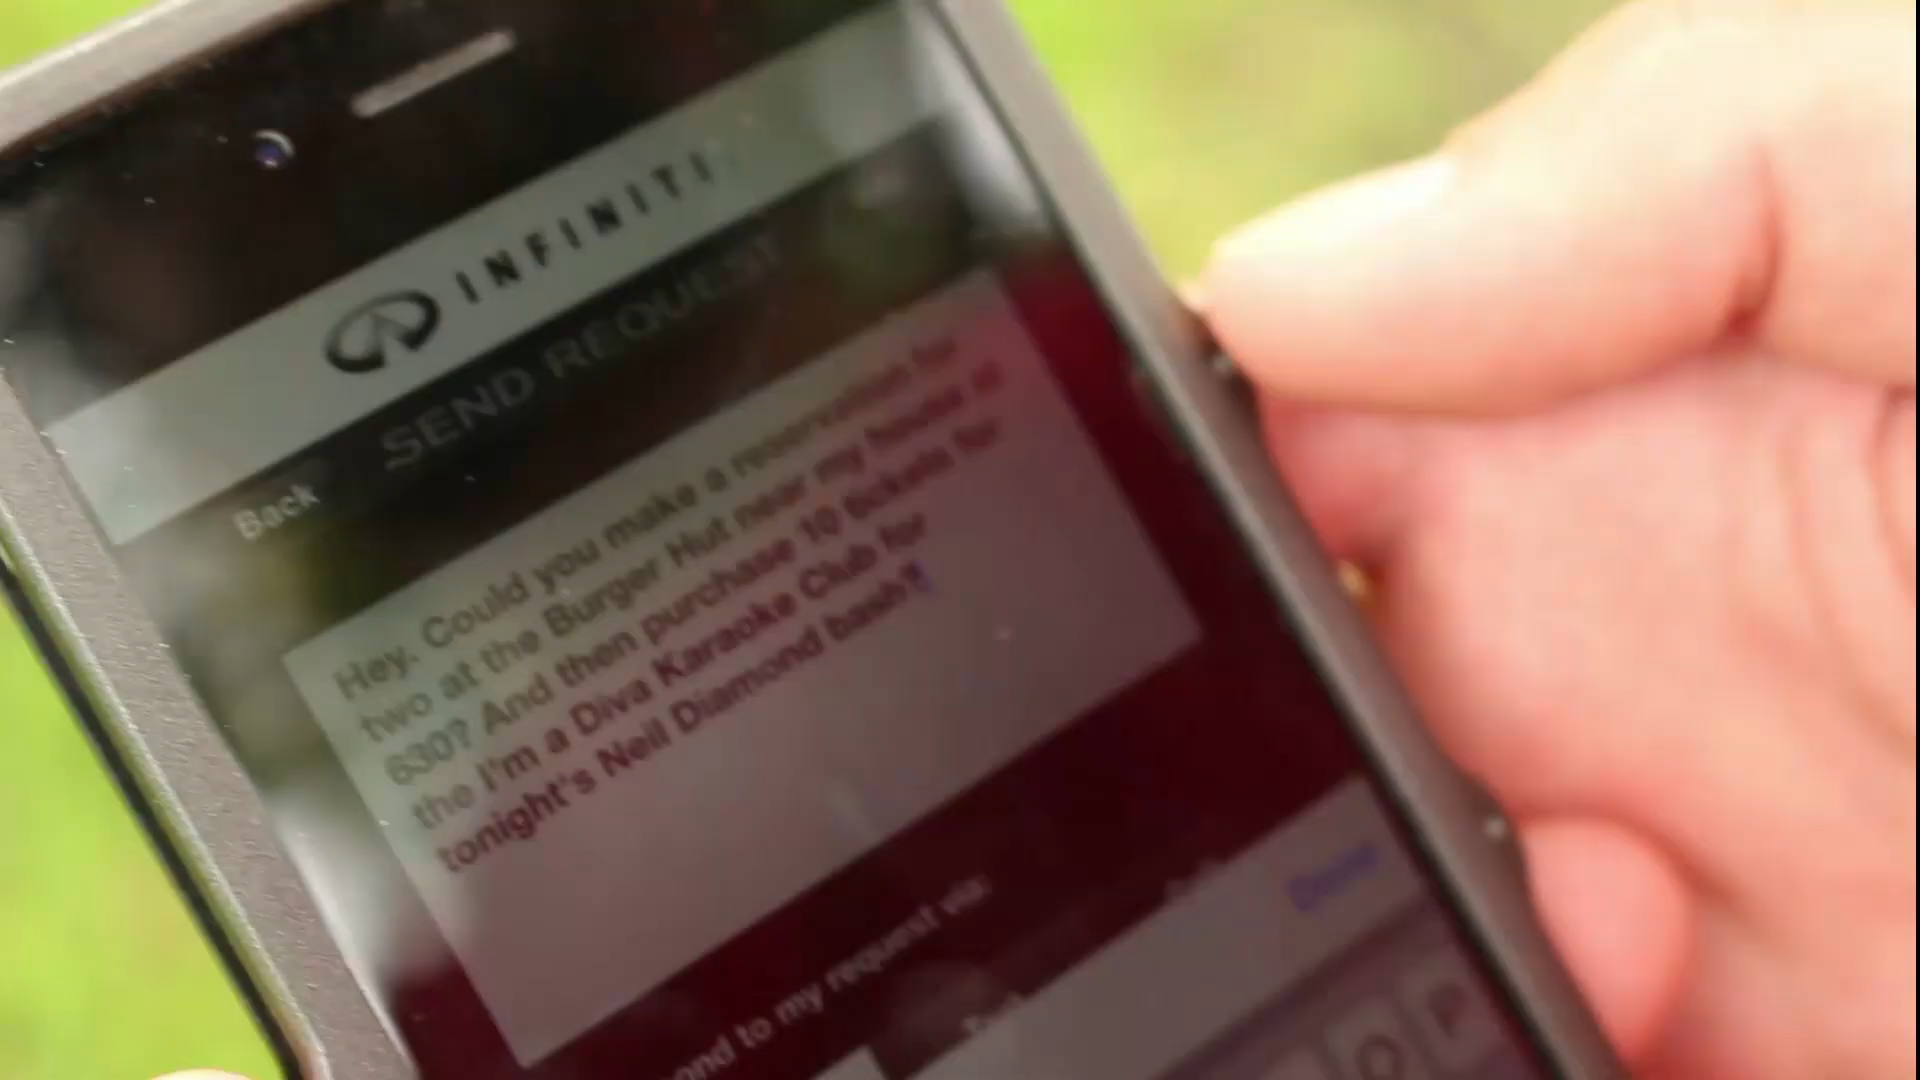 INFINITI
SEND REQUEST
Back
Hey. Could you make a reservation for
two at the Burger Hut near my house at
630? And then purchase 10 tickets for
the I'm a Diva Karaoke Club for
tonight's Neil Diamond bash?
ond to my request via:
Done
O P